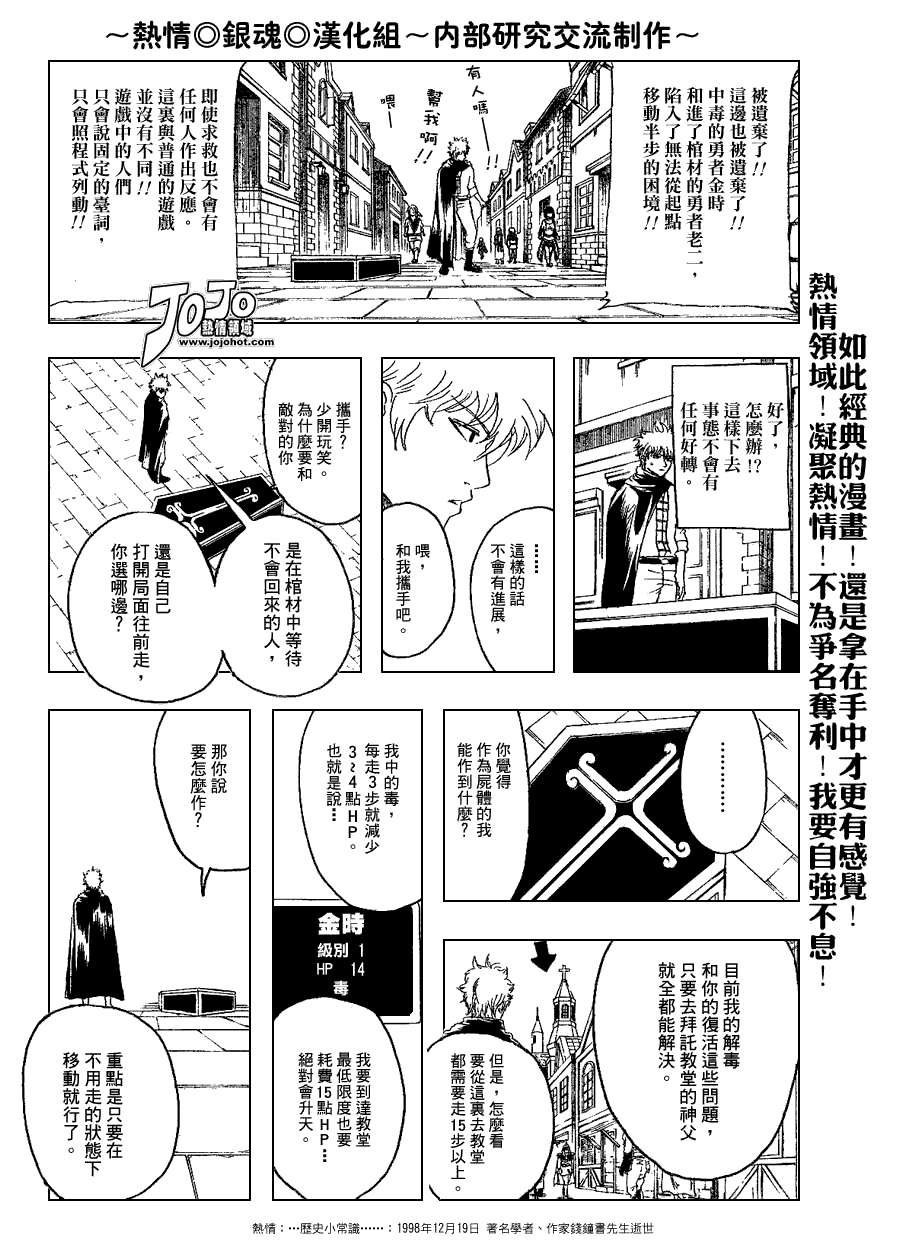 ～熱情◎銀魂◎漢化組～內部研究交流制作～
被遺棄了!!
這邊也被遺棄了!!
中毒的勇者金時
和進了棺材的勇者老二，
陷入了無法從起點
移動半步的困境!!
有人嗎——
幫我啊!!
喂——
即使求救也不會有
任何人作出反應。
這裏與普通的遊戲
並沒有不同!!
遊戲中的人們
只會說固定的臺詞，
只會照程式列動!!
JOJO
熱情領域
www.jojohot.com
如此經典的漫畫！還是拿在手中才更有感覺！
熱情領域！凝聚熱情！不為爭名奪利！我要自強不息！
好了，
怎麼辦!?
這樣下去
事態不會有
任何好轉。
……
這樣的話
不會有進展，
喂，
和我攜手吧。
攜手？
少開玩笑。
為什麼要和
敵對的你
是在棺材中等待
不會回來的人，
還是自己
打開局面往前走，
你選哪邊？
…………
你覺得
作為屍體的我
能作到什麼？
目前我的解毒
和你的復活這些問題，
只要去拜託教堂的神父
就全都能解決。
但是，怎麼看
要從這裏去教堂
都需要走15步以上。
我中的毒，
每走3步就減少
3~4點HP。
也就是說…
金時
級別 1
HP 14
毒
我要到達教堂
最低限度也要
耗費15點HP…
絕對會升天。
那你說
要怎麼作？
重點是只要在
不用走的狀態下
移動就行了。
熱情：…歷史小常識……：1998年12月19日 著名學者、作家錢鐘書先生逝世